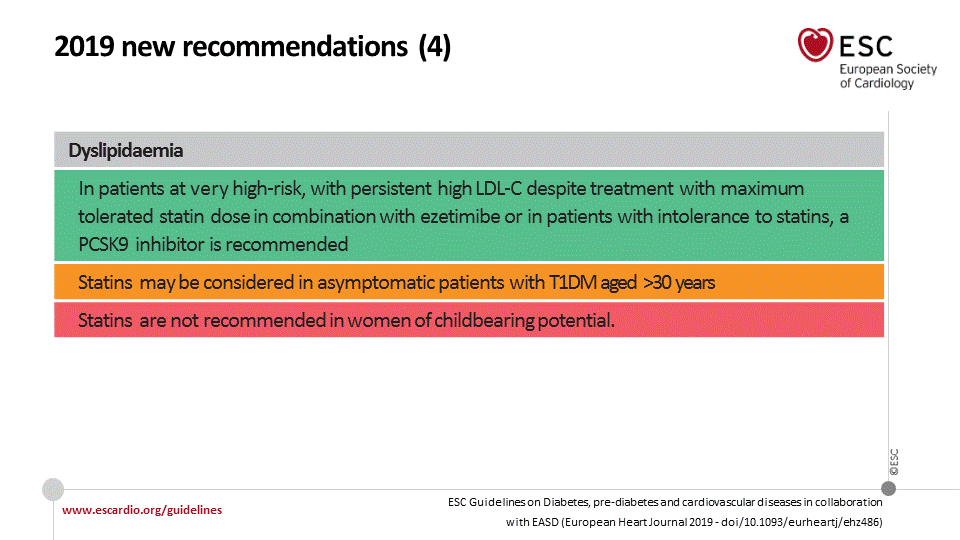 2019 new recommendations (4)
ESC
European Society
of Cardiology
Dyslipidaemia
In patients at very high-risk, with persistent high LDL-C despite treatment with maximum
tolerated statin dose in combination with ezetimibe or in patients with intolerance to statins, a
PCSK9 inhibitor is recommended
Statins may be considered in asymptomatic patients with T1DM aged >30 years
Statins are not recommended in women of childbearing potential.
©ESC
www.escardio.org/guidelines
ESC Guidelines on Diabetes, pre-diabetes and cardiovascular diseases in collaboration
with EASD (European Heart Journal 2019 - doi/10.1093/eurheartj/ehz486)